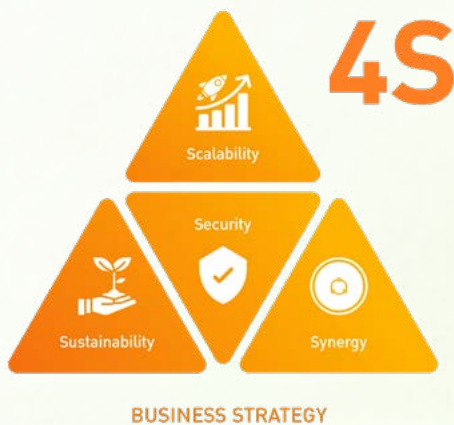 4S
Scalability
Security
Sustainability
Synergy
BUSINESS STRATEGY